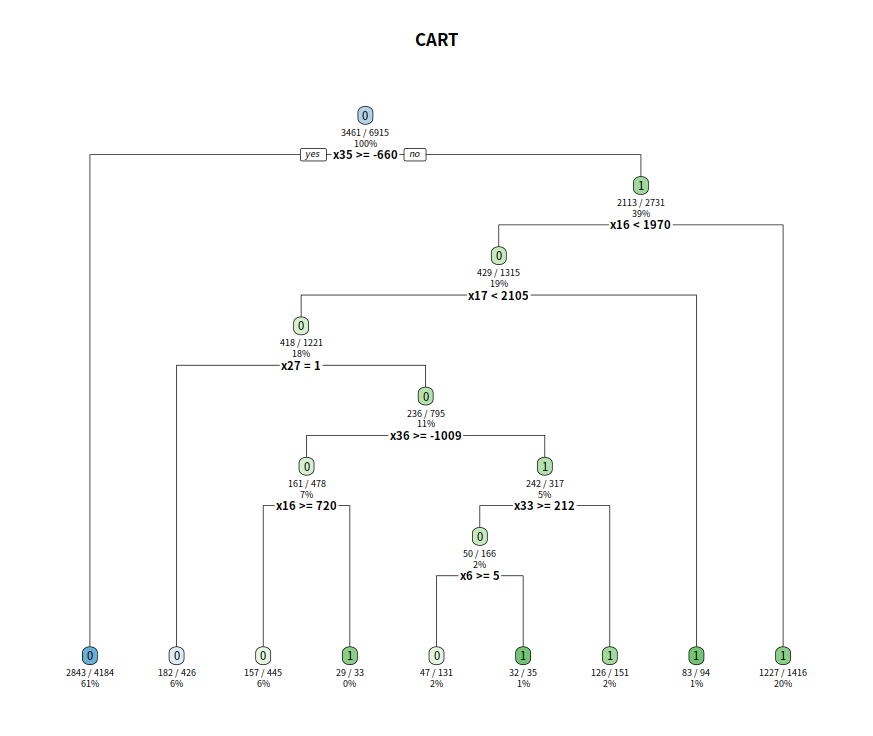 CART
0
3461 / 6915
100%
yes x35 >= -660 no
1
2113 / 2731
39%
x16 < 1970
0
429 / 1315
19%
x17 < 2105
0
418 / 1221
18%
x27 = 1
0
236 / 795
11%
x36 >= -1009
0 1
161 / 478 242 / 317
7% 5%
x16 >= 720 x33 >= 212
0
50 / 166
2%
x6 >= 5
0 0 0 1 0 1 1 1 1
2843 / 4184 182 / 426 157 / 445 29 / 33 47 / 131 32 / 35 126 / 151 83 / 94 1227 / 1416
61% 6% 6% 0% 2% 1% 2% 1% 20%